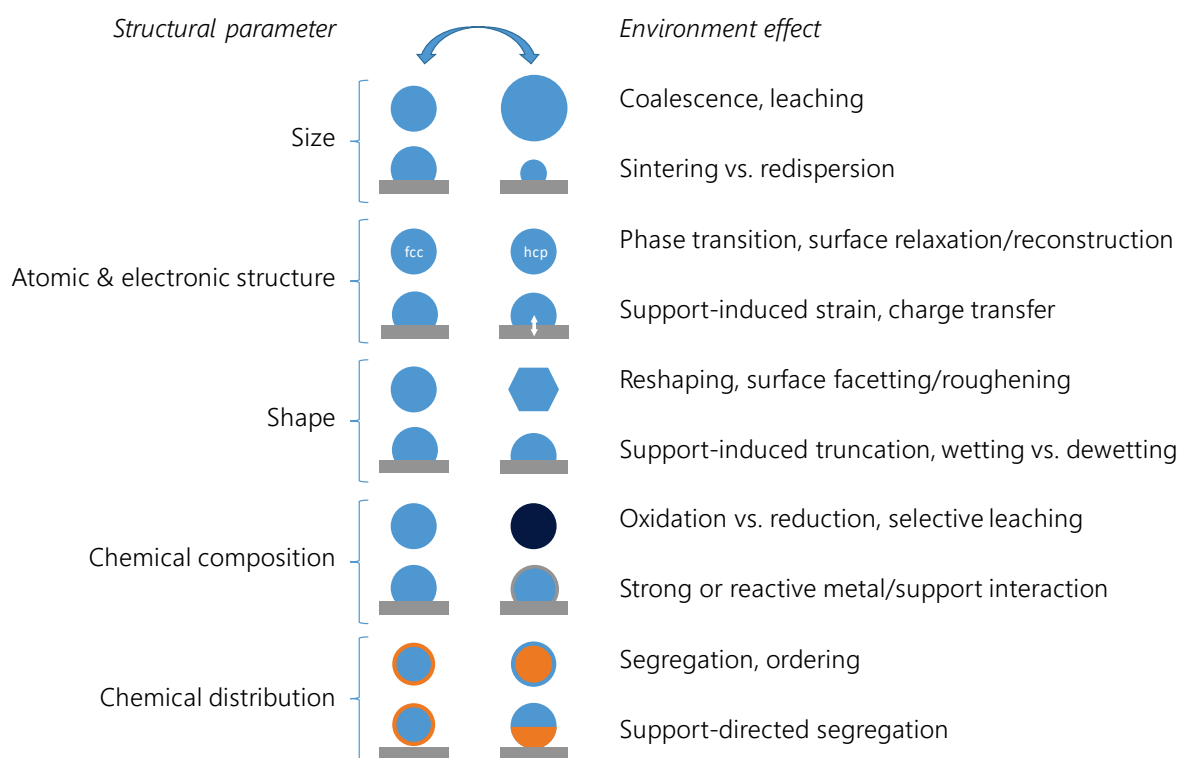 Structural parameter
Environment effect
Size
Coalescence, leaching
Sintering vs. redispersion
Atomic & electronic structure
fcc
hcp
Phase transition, surface relaxation/reconstruction
Support-induced strain, charge transfer
Shape
Reshaping, surface facetting/roughening
Support-induced truncation, wetting vs. dewetting
Chemical composition
Oxidation vs. reduction, selective leaching
Strong or reactive metal/support interaction
Chemical distribution
Segregation, ordering
Support-directed segregation